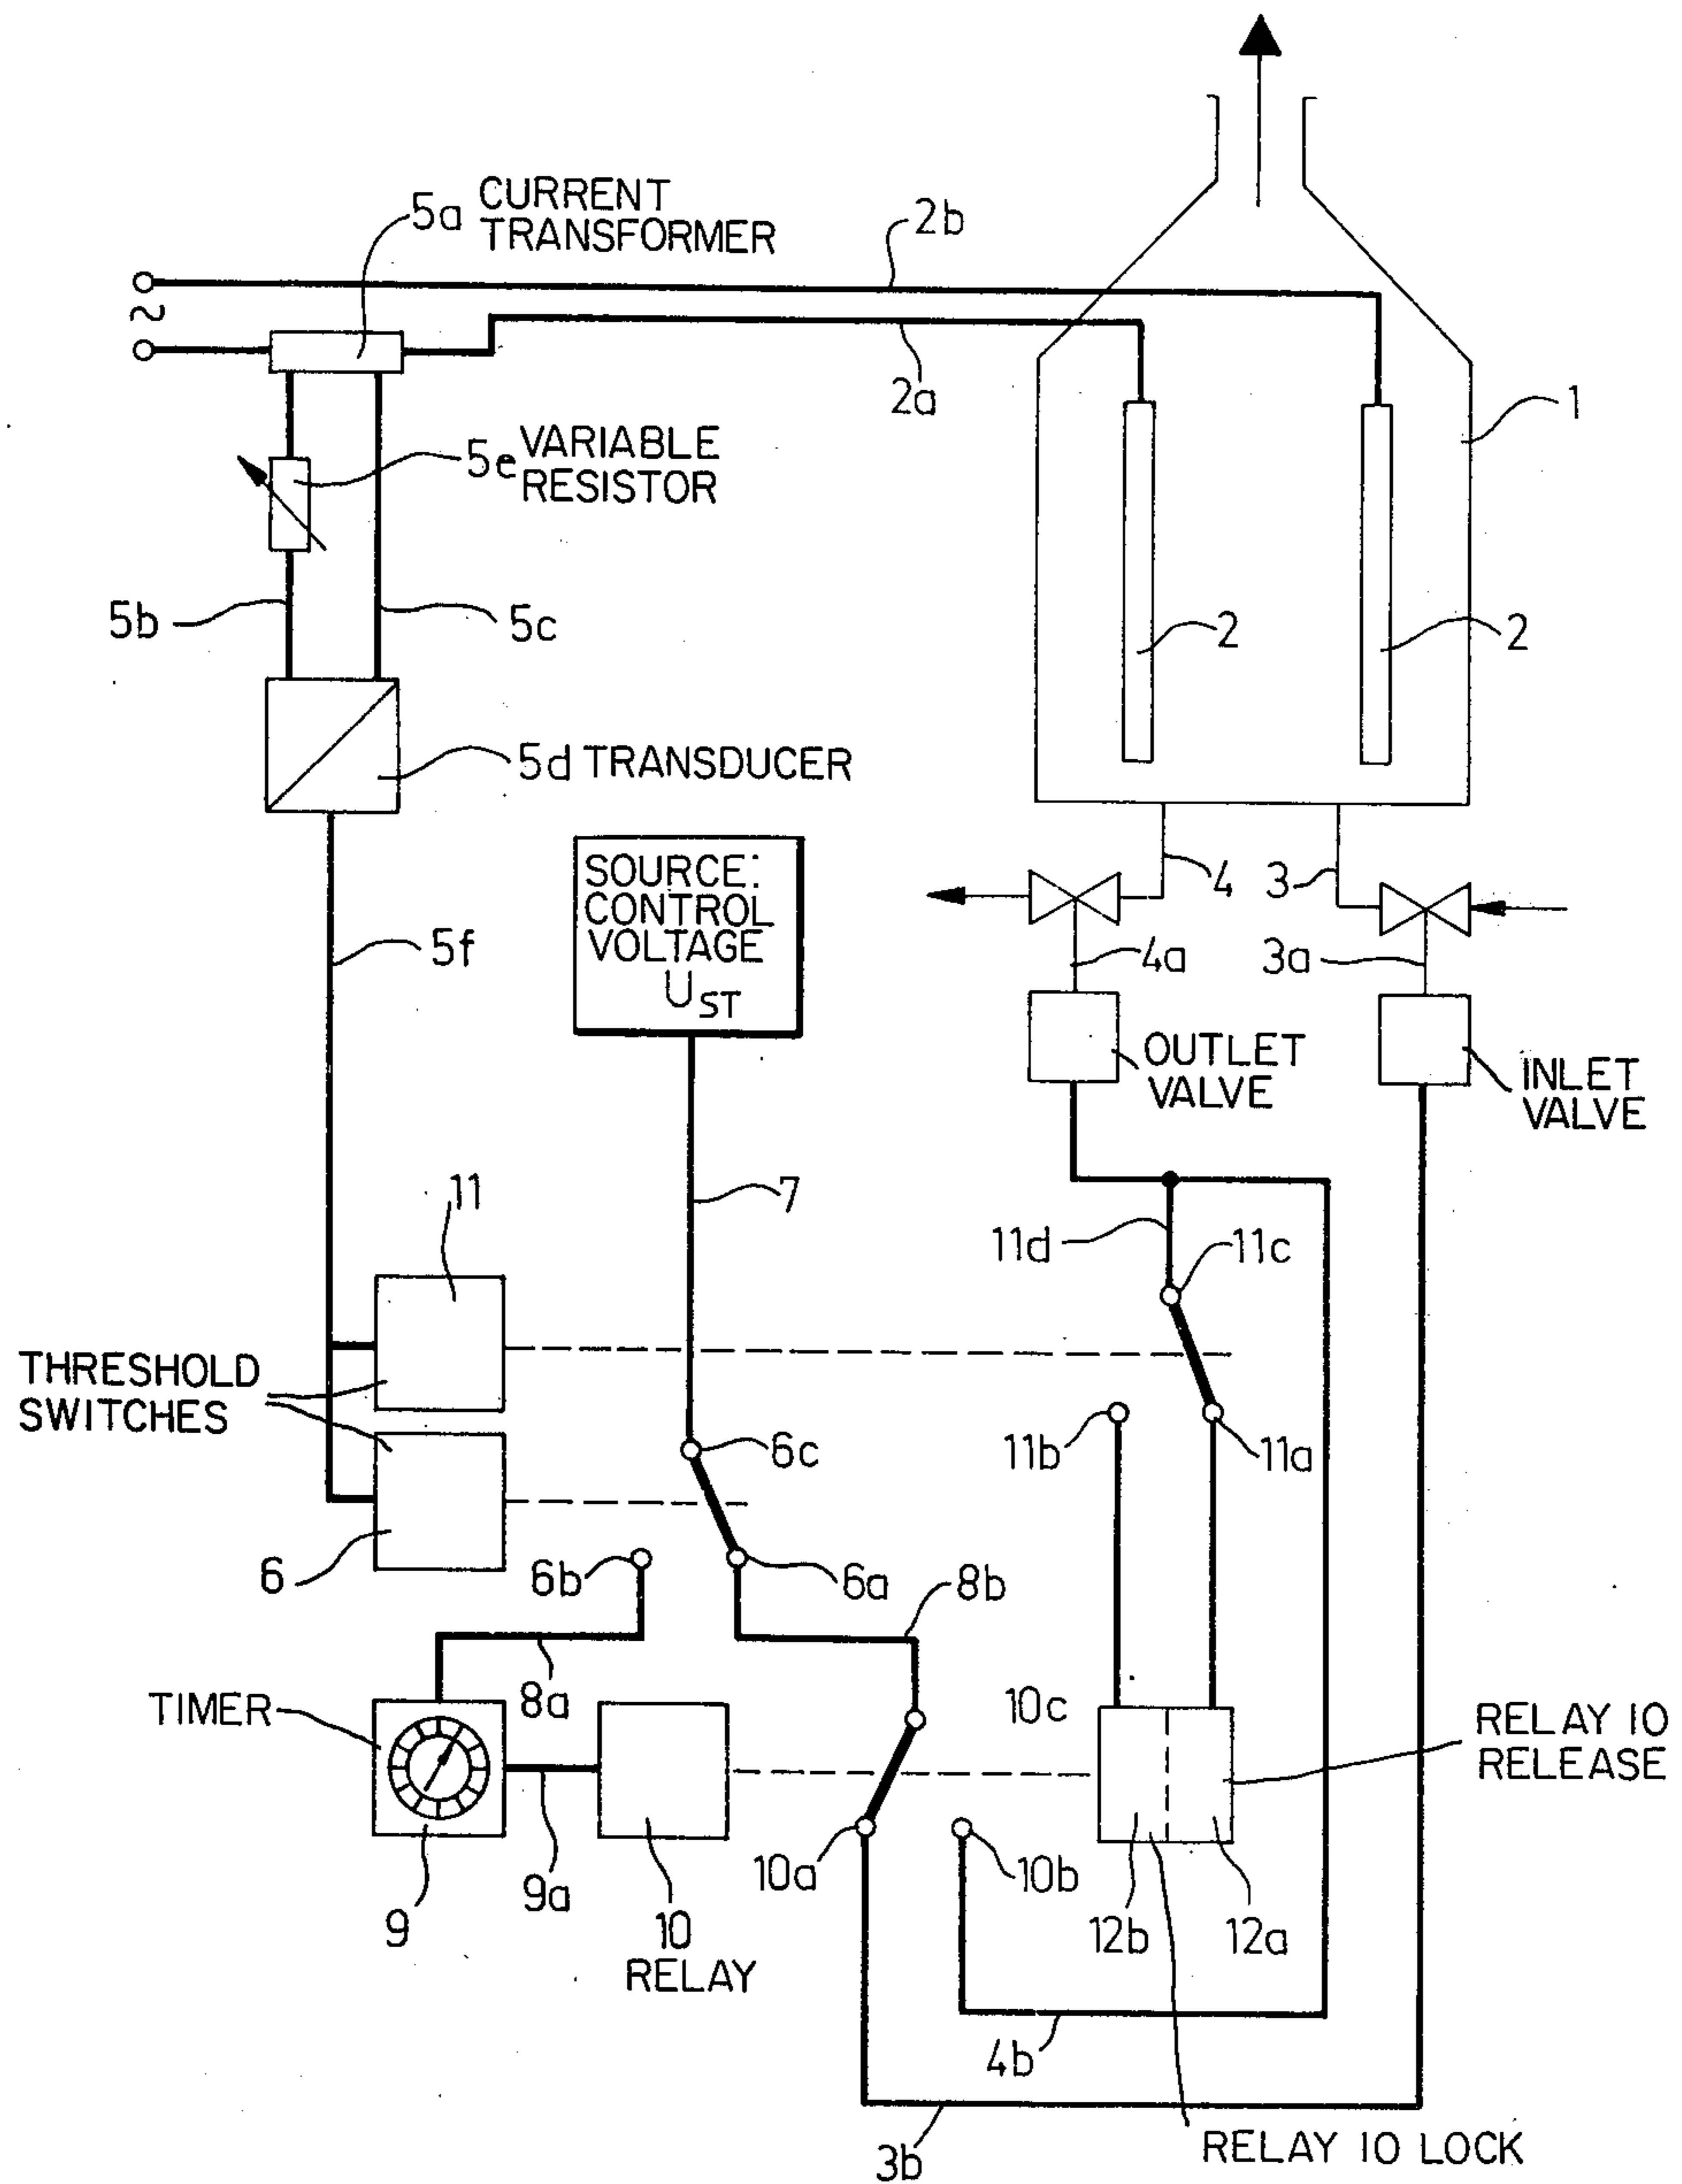 5a CURRENT
TRANSFORMER
2b
~
2a
1
5e VARIABLE
RESISTOR
5b
5c
2
2
5d TRANSDUCER
SOURCE:
CONTROL
VOLTAGE
U ST
4
3
5f
4a
3a
OUTLET
VALVE
INLET
VALVE
11
7
11d
11c
THRESHOLD
SWITCHES
6c
11b
11a
6
6b
6a
8b
8a
TIMER
10c
RELAY 10
RELEASE
9
9a
10
RELAY
10a
10b
12b
12a
4b
3b
RELAY 10 LOCK